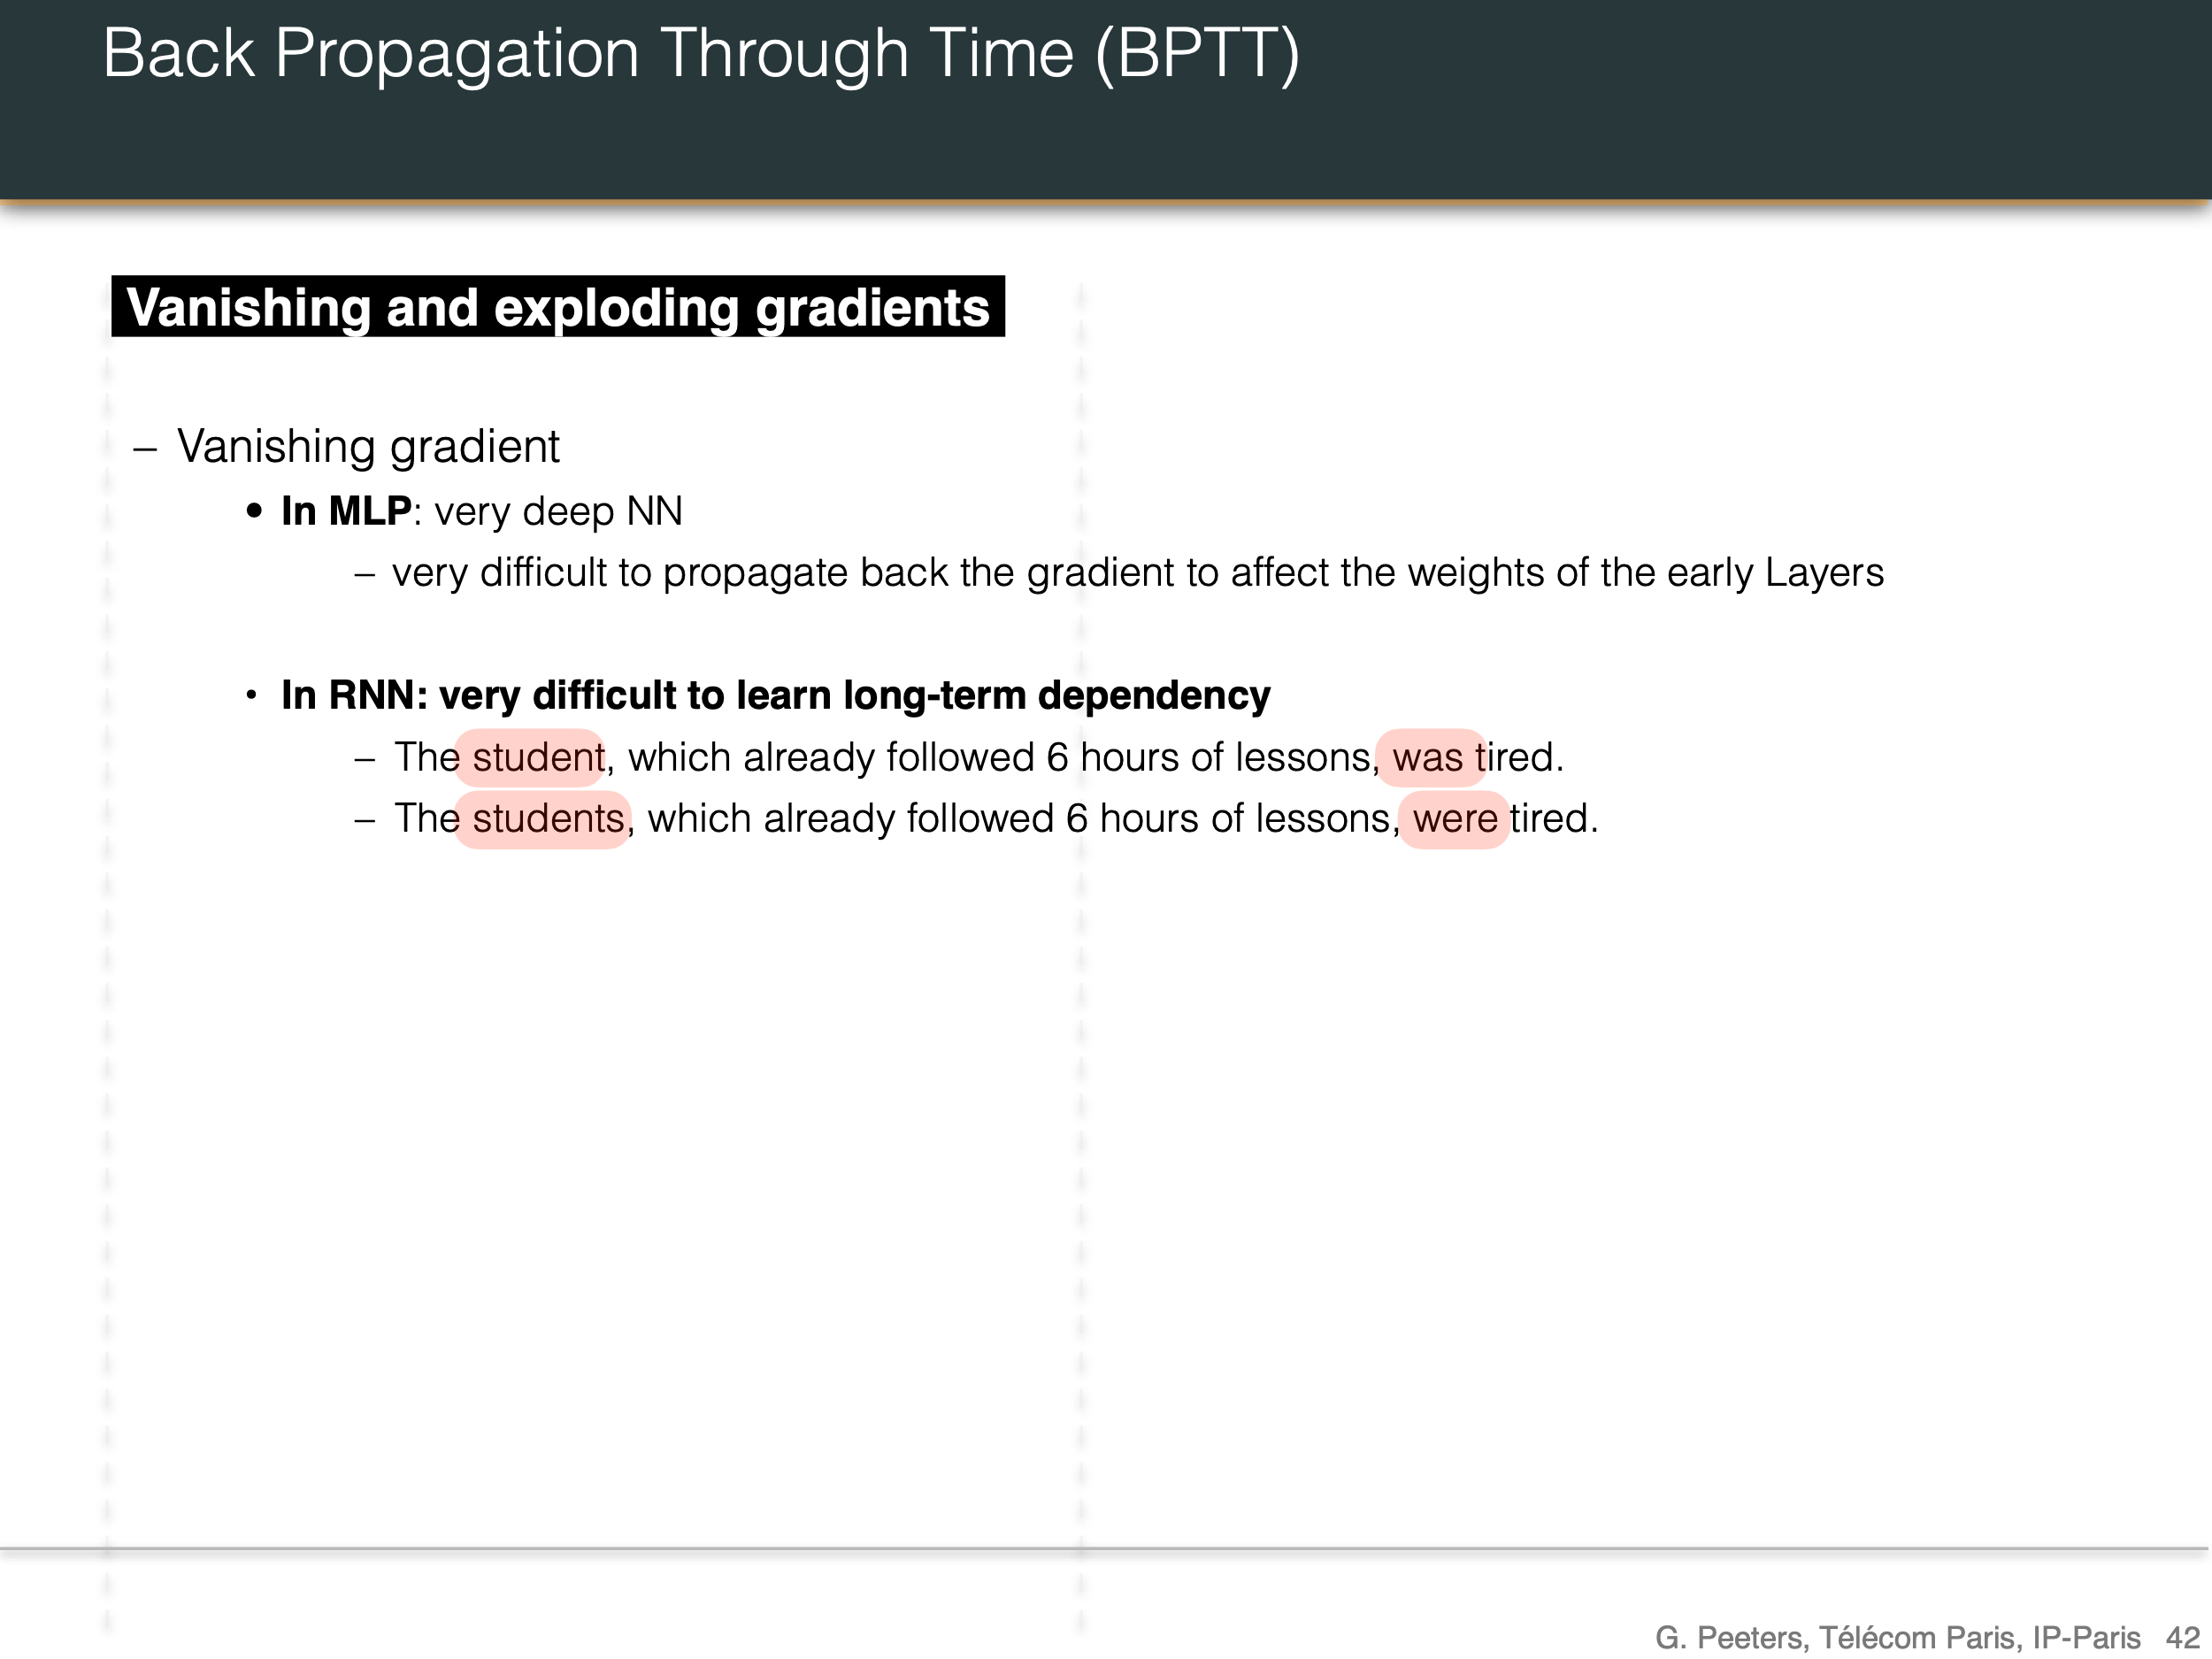 Back Propagation Through Time (BPTT)
Vanishing and exploding gradients
– Vanishing gradient
• In MLP: very deep NN
– very difficult to propagate back the gradient to affect the weights of the early Layers
• In RNN: very difficult to learn long-term dependency
– The student, which already followed 6 hours of lessons, was tired.
– The students, which already followed 6 hours of lessons, were tired.
G. Peeters, Télécom Paris, IP-Paris 42